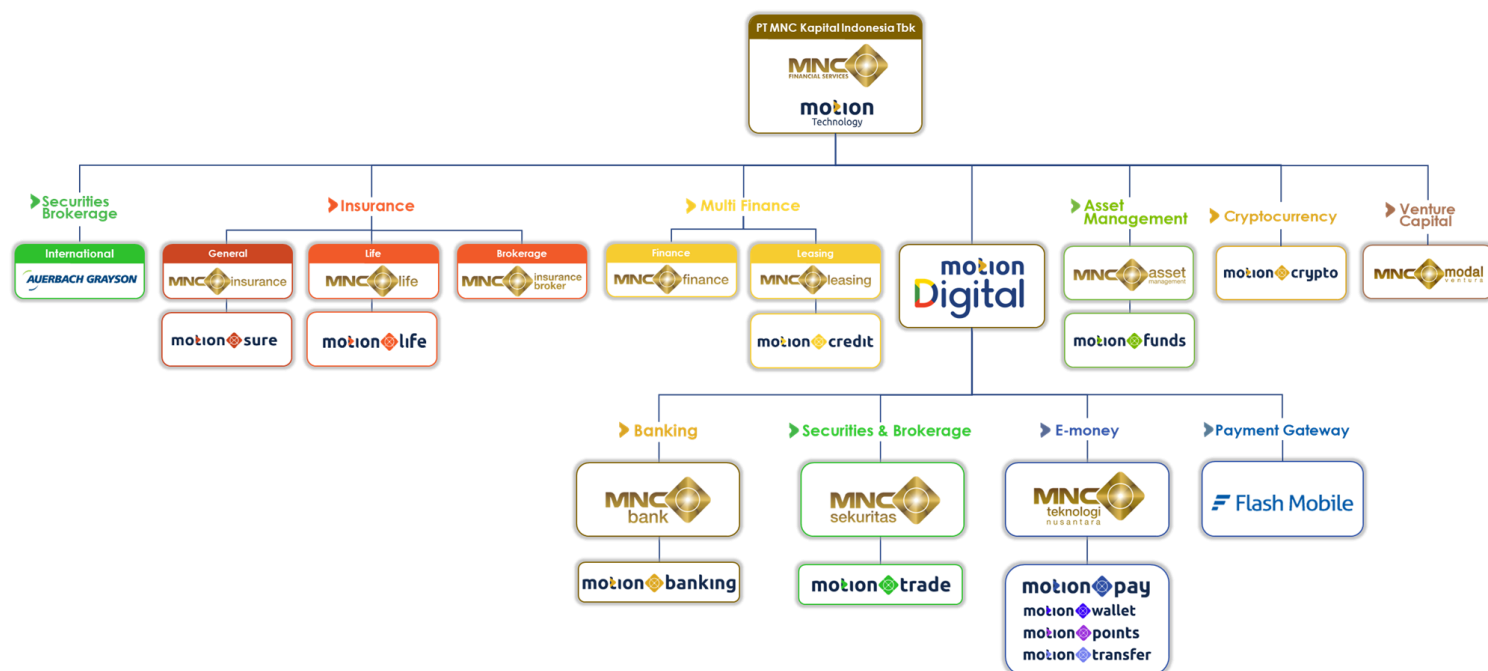 PT MNC Kapital Indonesia Tbk
MNC
FINANCIAL SERVICES
motion
Technology
Securities
Brokerage
Insurance
Multi Finance
Asset
Management
Cryptocurrency
Venture
Capital
International
AUERBACH GRAYSON
General
MNC insurance
motion sure
Life
MNC life
motion life
Brokerage
MNC insurance
broker
Finance
MNC finance
Leasing
MNC leasing
motion credit
motion
Digital
MNC asset
management
motion funds
motion crypto
MNC modal
ventura
Banking
Securities & Brokerage
E-money
Payment Gateway
MNC
bank
motion banking
MNC
sekuritas
motion trade
MNC
teknologi
nusantara
motion pay
motion wallet
motion points
motion transfer
Flash Mobile